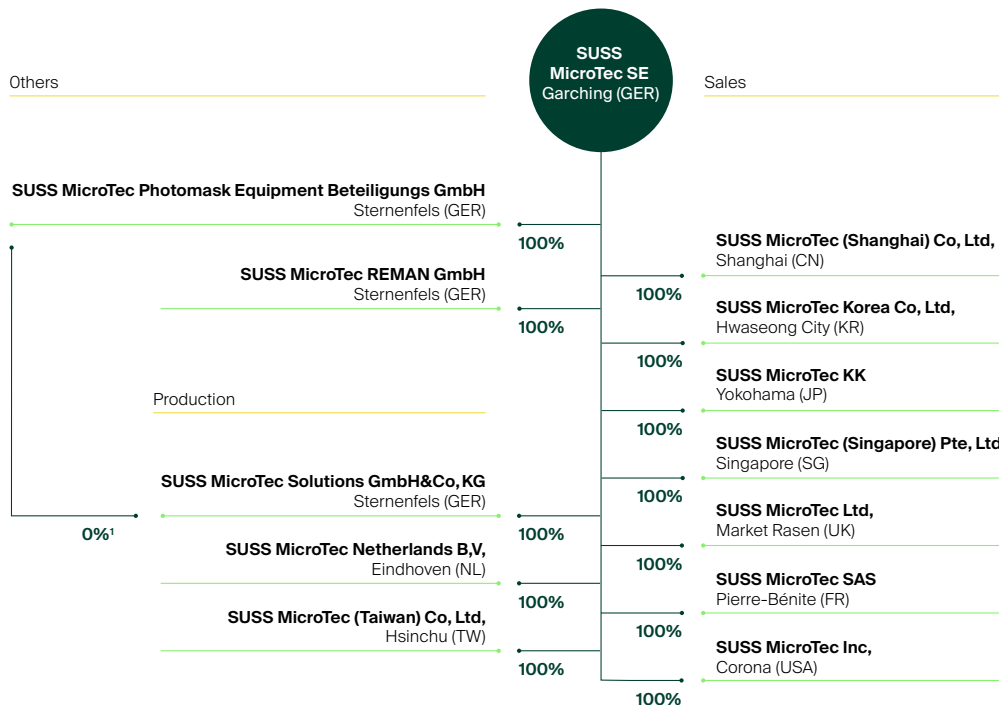 SUSS
MicroTec SE
Garching (GER)
Others
SUSS MicroTec Photomask Equipment Beteiligungs GmbH
Sternenfels (GER)
100%
SUSS MicroTec REMAN GmbH
Sternenfels (GER)
100%
Production
SUSS MicroTec Solutions GmbH&Co, KG
Sternenfels (GER)
0%¹
100%
SUSS MicroTec Netherlands B,V,
Eindhoven (NL)
100%
SUSS MicroTec (Taiwan) Co, Ltd,
Hsinchu (TW)
100%
Sales
SUSS MicroTec (Shanghai) Co, Ltd,
Shanghai (CN)
100%
SUSS MicroTec Korea Co, Ltd,
Hwaseong City (KR)
100%
SUSS MicroTec KK
Yokohama (JP)
100%
SUSS MicroTec (Singapore) Pte, Ltd
Singapore (SG)
100%
SUSS MicroTec Ltd,
Market Rasen (UK)
100%
SUSS MicroTec SAS
Pierre-Bénite (FR)
100%
SUSS MicroTec Inc,
Corona (USA)
100%